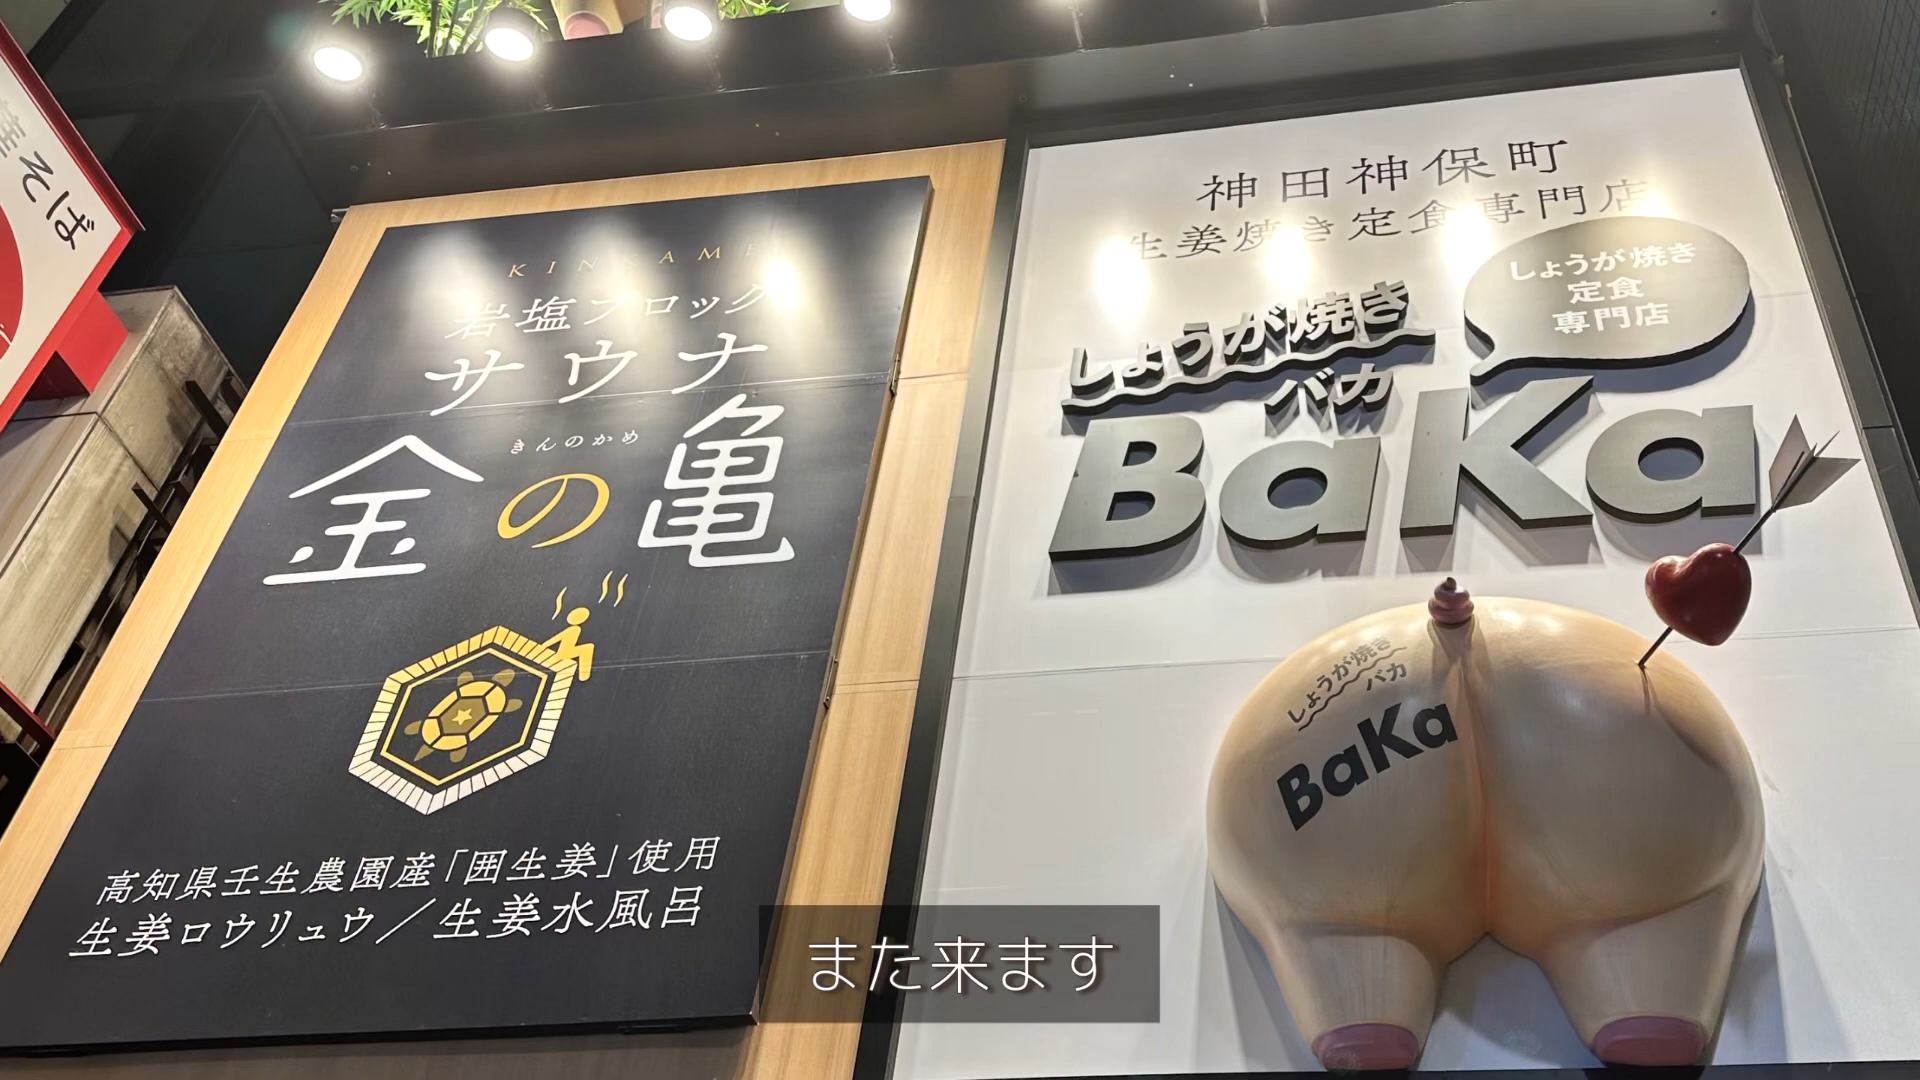 そば
KINKAME
岩塩ブロック
サウナ
きんのかめ
金の亀
高知県壬生農園産「囲生姜」使用
生姜ロウリュウ／生姜水風呂
神田神保町
生姜焼き定食専門店
しょうが焼き
定食
専門店
しょうが焼き
バカ
BaKa
しょうが焼き
バカ
BaKa
また来ます